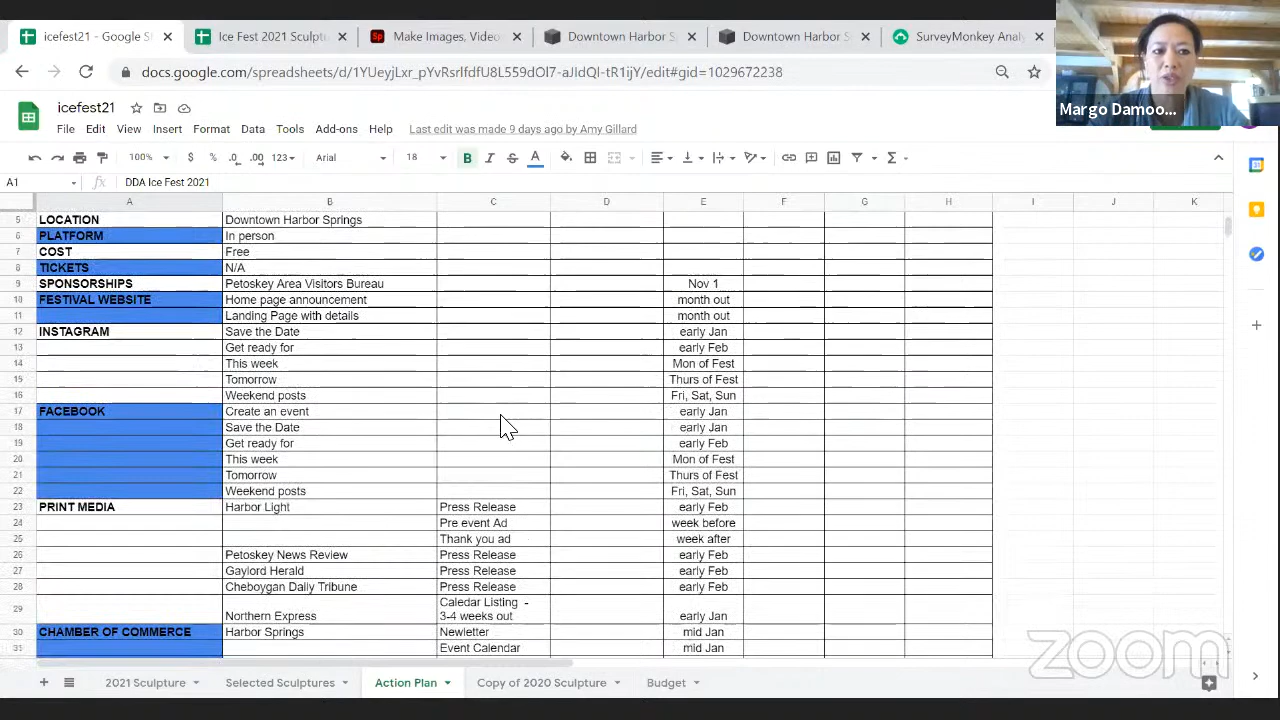 icefest21 - Google S
Ice Fest 2021 Sculptu
Make Images, Video
Downtown Harbor S
Downtown Harbor S
SurveyMonkey Anal
Margo Damoo...
icefest21
File Edit View Insert Format Data Tools Add-ons Help Last edit was made 9 days ago by Amy Gillard
100% $ % .0 .00 123 Arial 18 B I S A
A1 fx DDA Ice Fest 2021
A B C D E F G H I J K
5 LOCATION Downtown Harbor Springs
6 PLATFORM In person
7 COST Free
8 TICKETS N/A
9 SPONSORSHIPS Petoskey Area Visitors Bureau Nov 1
10 FESTIVAL WEBSITE Home page announcement month out
11 Landing Page with details month out
12 INSTAGRAM Save the Date early Jan
13 Get ready for early Feb
14 This week Mon of Fest
15 Tomorrow Thurs of Fest
16 Weekend posts Fri, Sat, Sun
17 FACEBOOK Create an event early Jan
18 Save the Date early Jan
19 Get ready for early Feb
20 This week Mon of Fest
21 Tomorrow Thurs of Fest
22 Weekend posts Fri, Sat, Sun
23 PRINT MEDIA Harbor Light Press Release early Feb
24 Pre event Ad week before
25 Thank you ad week after
26 Petoskey News Review Press Release early Feb
27 Gaylord Herald Press Release early Feb
28 Cheboygan Daily Tribune Press Release early Feb
29 Northern Express Caledar Listing - 3-4 weeks out early Jan
30 CHAMBER OF COMMERCE Harbor Springs Newletter mid Jan
31 Event Calendar mid Jan
zoom
2021 Sculpture Selected Sculptures Action Plan Copy of 2020 Sculpture Budget